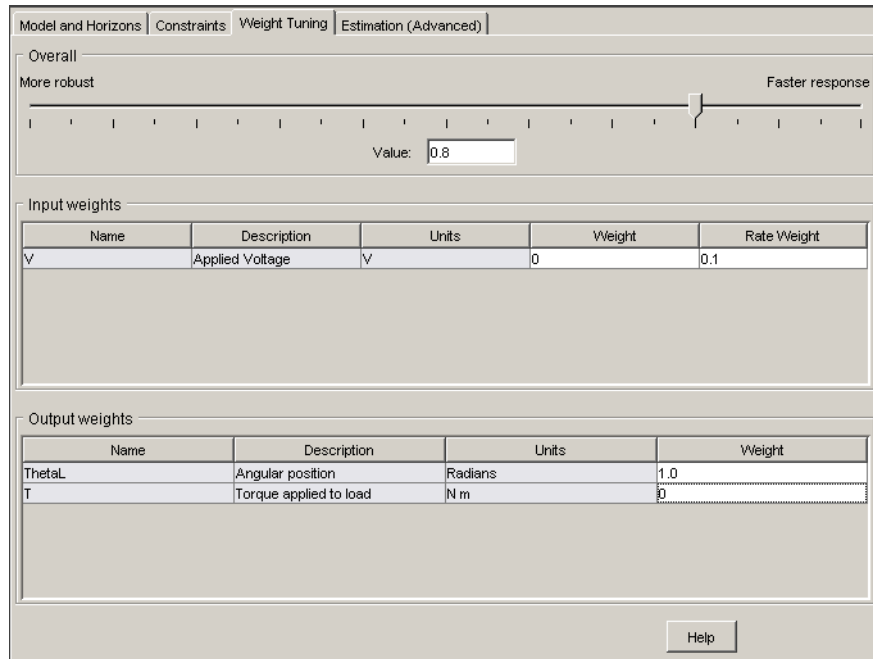 Model and Horizons Constraints Weight Tuning Estimation (Advanced)
Overall
More robust Faster response
Value: 0.8
Input weights
Name Description Units Weight Rate Weight
V Applied Voltage V 0 0.1
Output weights
Name Description Units Weight
ThetaL Angular position Radians 1.0
T Torque applied to load N m 0
Help